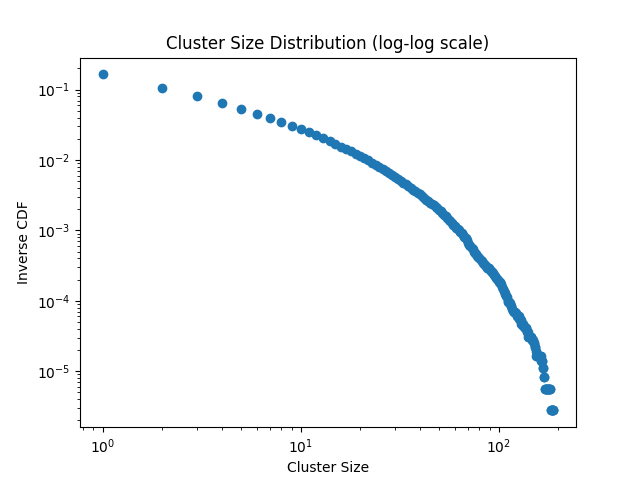 Cluster Size Distribution (log-log scale)
Inverse CDF
10⁻¹
10⁻²
10⁻³
10⁻⁴
10⁻⁵
10⁰
10¹
10²
Cluster Size